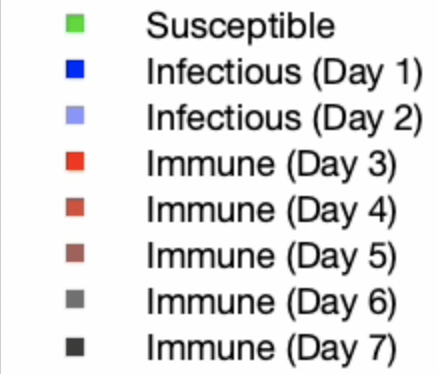 Susceptible
Infectious (Day 1)
Infectious (Day 2)
Immune (Day 3)
Immune (Day 4)
Immune (Day 5)
Immune (Day 6)
Immune (Day 7)